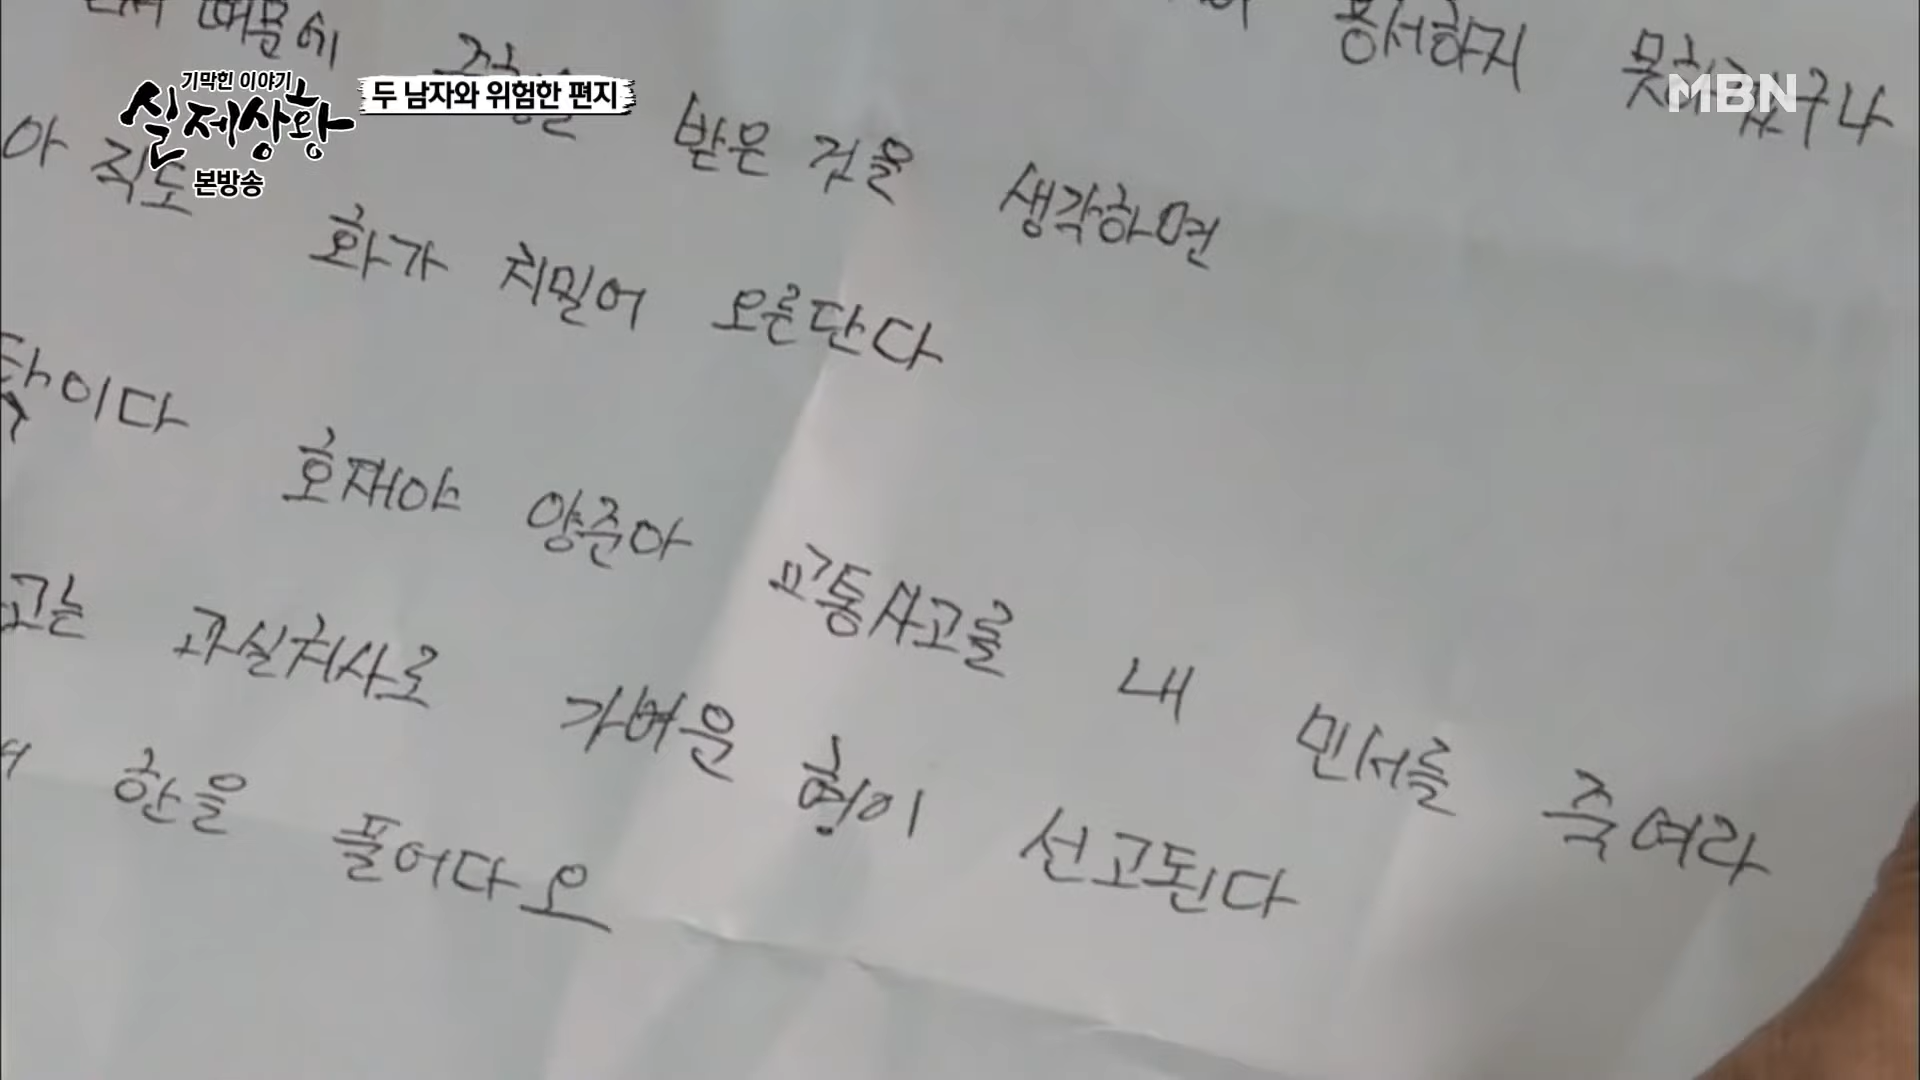 기막힌 이야기
실제상황
본방송
두 남자와 위험한 편지
MBN
용서하지 못하겠구나
때문에 받은 것을 생각하면
아직도 화가 치밀어 오른단다
탁이다 호재야 양준아 교통사고를 내 민서를 죽여라
고는 과실치사로 가벼운 형이 선고된다
한을 풀어다오